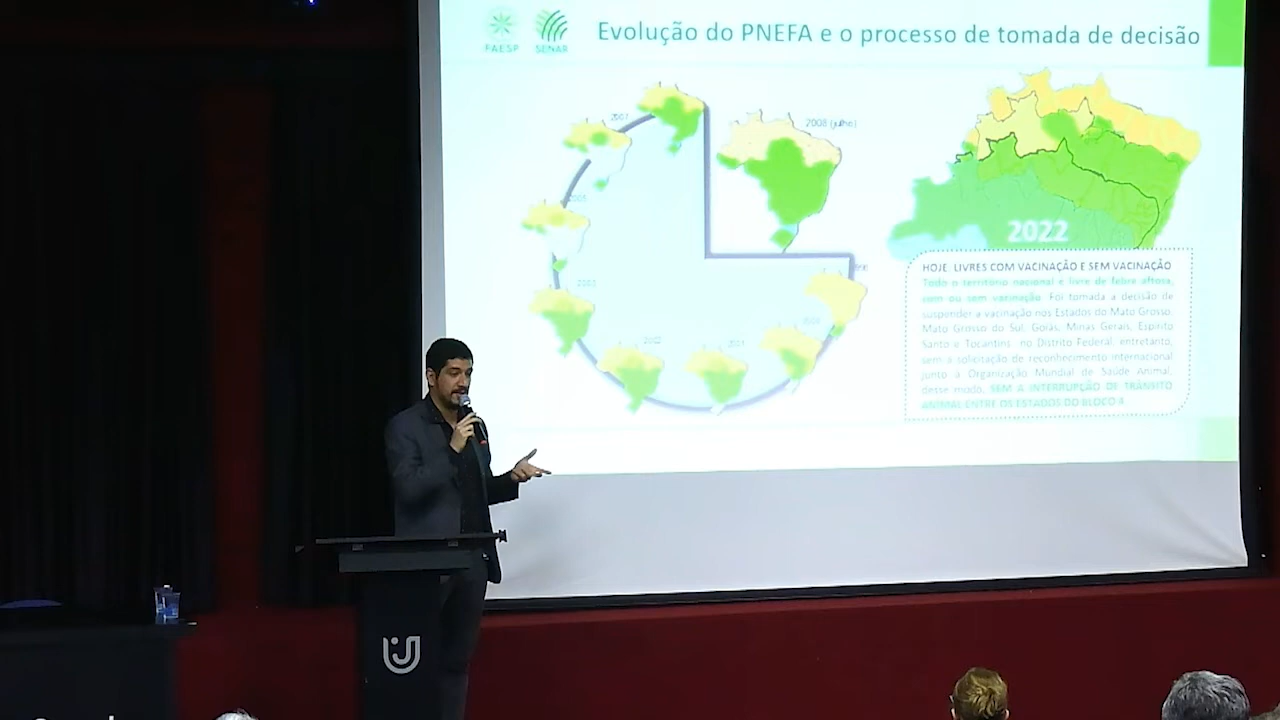 FAESP
SENAR
Evolução do PNEFA e o processo de tomada de decisão
2007
2008 (julho)
2022
HOJE: LIVRES COM VACINAÇÃO E SEM VACINAÇÃO
Todo o território nacional é livre de febre aftosa,
com ou sem vacinação. Foi tomada a decisão de
suspender a vacinação nos Estados do Mato Grosso,
Mato Grosso do Sul, Goiás, Minas Gerais, Espírito
Santo e Tocantins, no Distrito Federal, entretanto,
sem a solicitação de reconhecimento internacional
junto à Organização Mundial de Saúde Animal,
desse modo, SEM A INTERRUPÇÃO DE TRÂNSITO
ANIMAL ENTRE OS ESTADOS DO BLOCO 4.